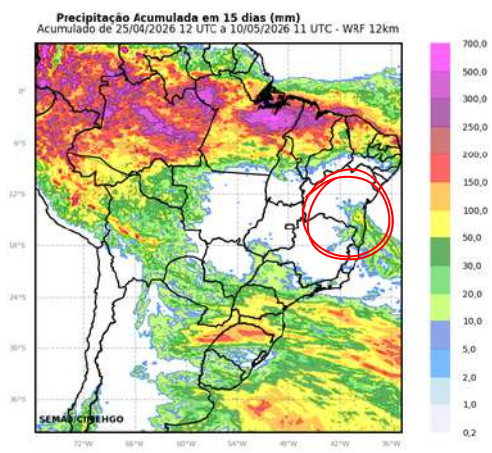 Precipitação Acumulada em 15 dias (mm)
Acumulado de 25/04/2026 12 UTC a 10/05/2026 11 UTC - WRF 12km
700,0
500,0
300,0
250,0
200,0
150,0
100,0
50,0
30,0
20,0
10,0
5,0
2,0
1,0
0,2
0°
6°S
12°S
18°S
24°S
30°S
36°S
SEMAD/CIMEHGO
72°W
66°W
60°W
54°W
48°W
42°W
36°W